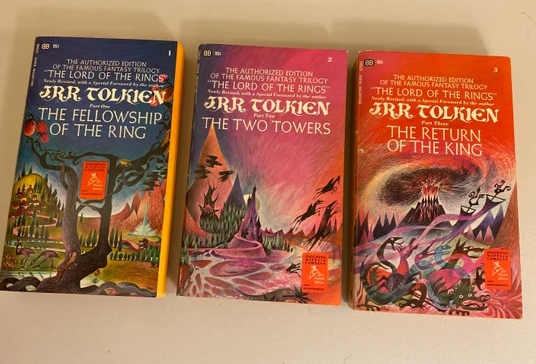 BB 95¢ 1
THE AUTHORIZED EDITION
OF THE FAMOUS FANTASY TRILOGY
"THE LORD OF THE RINGS"
Newly Revised, with a Special Foreword by the author
J.R.R. TOLKIEN
Part One
THE FELLOWSHIP
OF THE RING
BB 95¢ 2
THE AUTHORIZED EDITION
OF THE FAMOUS FANTASY TRILOGY
"THE LORD OF THE RINGS"
Newly Revised, with a Special Foreword by the author
J.R.R. TOLKIEN
Part Two
THE TWO TOWERS
BB 95¢ 3
THE AUTHORIZED EDITION
OF THE FAMOUS FANTASY TRILOGY
"THE LORD OF THE RINGS"
Newly Revised, with a Special Foreword by the author
J.R.R. TOLKIEN
Part Three
THE RETURN
OF THE KING